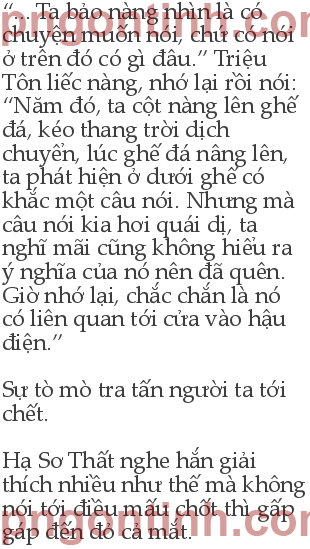 “... Ta bảo nàng nhìn là có
chuyện muốn nói, chứ có nói
ở trên đó có gì đâu.” Triệu
Tôn liếc nàng, nhớ lại rồi nói:
“Năm đó, ta cột nàng lên ghế
đá, kéo thang trời dịch
chuyển, lúc ghế đá nâng lên,
ta phát hiện ở dưới ghế có
khắc một câu nói. Nhưng mà
câu nói kia hơi quái dị, ta
nghĩ mãi cũng không hiểu ra
ý nghĩa của nó nên đã quên.
Giờ nhớ lại, chắc chắn là nó
có liên quan tới cửa vào hậu
điện.”
Sự tò mò tra tấn người ta tới
chết.
Hạ Sơ Thất nghe hắn giải
thích nhiều như thế mà không
nói tới điều mấu chốt thì gấp
gáp đến đỏ cả mắt.
pngontinh.com
pngontinh.com